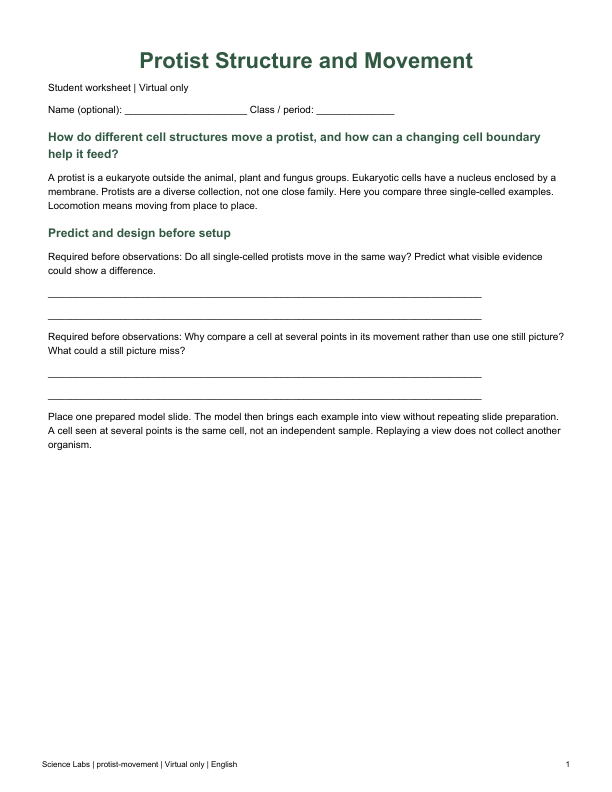 Protist Structure and Movement
Student worksheet | Virtual only
Name (optional): ______________________ Class / period: ______________
How do different cell structures move a protist, and how can a changing cell boundary
help it feed?
A protist is a eukaryote outside the animal, plant and fungus groups. Eukaryotic cells have a nucleus enclosed by a
membrane. Protists are a diverse collection, not one close family. Here you compare three single-celled examples.
Locomotion means moving from place to place.
Predict and design before setup
Required before observations: Do all single-celled protists move in the same way? Predict what visible evidence
could show a difference.
______________________________________________________________________________
______________________________________________________________________________
Required before observations: Why compare a cell at several points in its movement rather than use one still picture?
What could a still picture miss?
______________________________________________________________________________
______________________________________________________________________________
Place one prepared model slide. The model then brings each example into view without repeating slide preparation.
A cell seen at several points is the same cell, not an independent sample. Replaying a view does not collect another
organism.
Science Labs | protist-movement | Virtual only | English 1